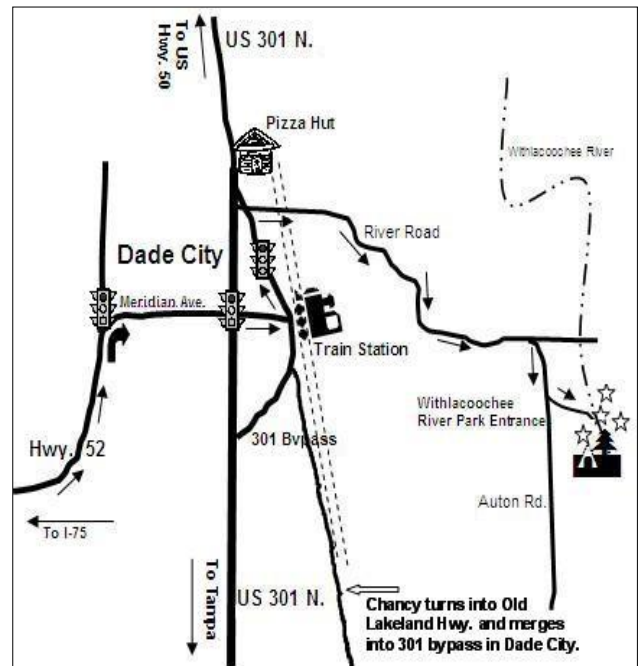 To US
Hwy. 50
US 301 N.
Pizza Hut
Withlacoochee River
River Road
Dade City
Meridian Ave.
Train Station
Withlacoochee
River Park Entrance
301 Bypass
Hwy. 52
Auton Rd.
To I-75
To Tampa
US 301 N.
Chancy turns into Old
Lakeland Hwy. and merges
into 301 bypass in Dade City.